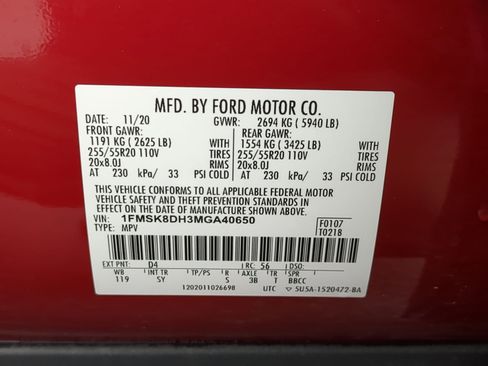 MFD. BY FORD MOTOR CO.
DATE: 11/20 GVWR: 2694 KG ( 5940 LB)
FRONT GAWR: REAR GAWR:
1191 KG ( 2625 LB) 1554 KG ( 3425 LB)
255/55R20 110V TIRES 255/55R20 110V
20x8.0J RIMS 20x8.0J
AT 230 kPa/ 33 PSI COLD AT 230 kPa/ 33 PSI COLD
WITH TIRES
RIMS
THIS VEHICLE CONFORMS TO ALL APPLICABLE FEDERAL MOTOR
VEHICLE SAFETY AND THEFT PREVENTION STANDARDS IN EFFECT ON
THE DATE OF MANUFACTURE SHOWN ABOVE.
VIN: 1FMSK8DH3MGA40650 F0107
TYPE: MPV T0218
EXT PNT: D4 RC: 56 DSO:
WB INT TR TP/PS R AXLE TR SPR
119 SY S 3B T BBCC
1202011026698 UTC ▽ 5U5A-1520472-BA